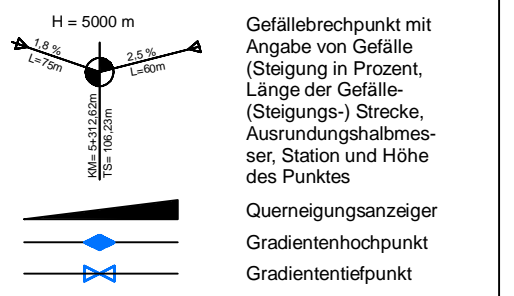 H = 5000 m
1,8 %
L=75m
2,5 %
L=60m
KM= 5+312,62m
TS= 106,23m
Gefällebrechpunkt mit
Angabe von Gefälle
(Steigung in Prozent,
Länge der Gefälle-
(Steigungs-) Strecke,
Ausrundungshalbmes-
ser, Station und Höhe
des Punktes
Querneigungsanzeiger
Gradientenhochpunkt
Gradiententiefpunkt